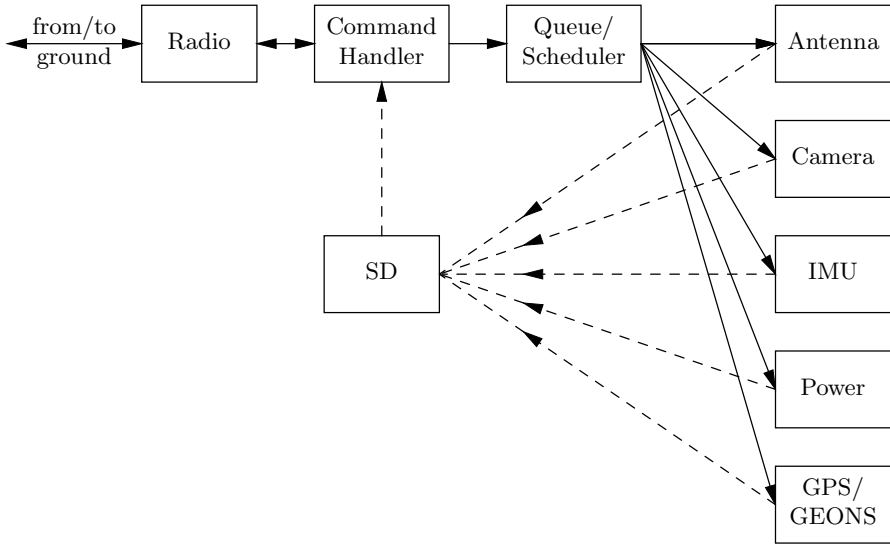 from/to
ground
Radio
Command
Handler
Queue/
Scheduler
Antenna
Camera
SD
IMU
Power
GPS/
GEONS